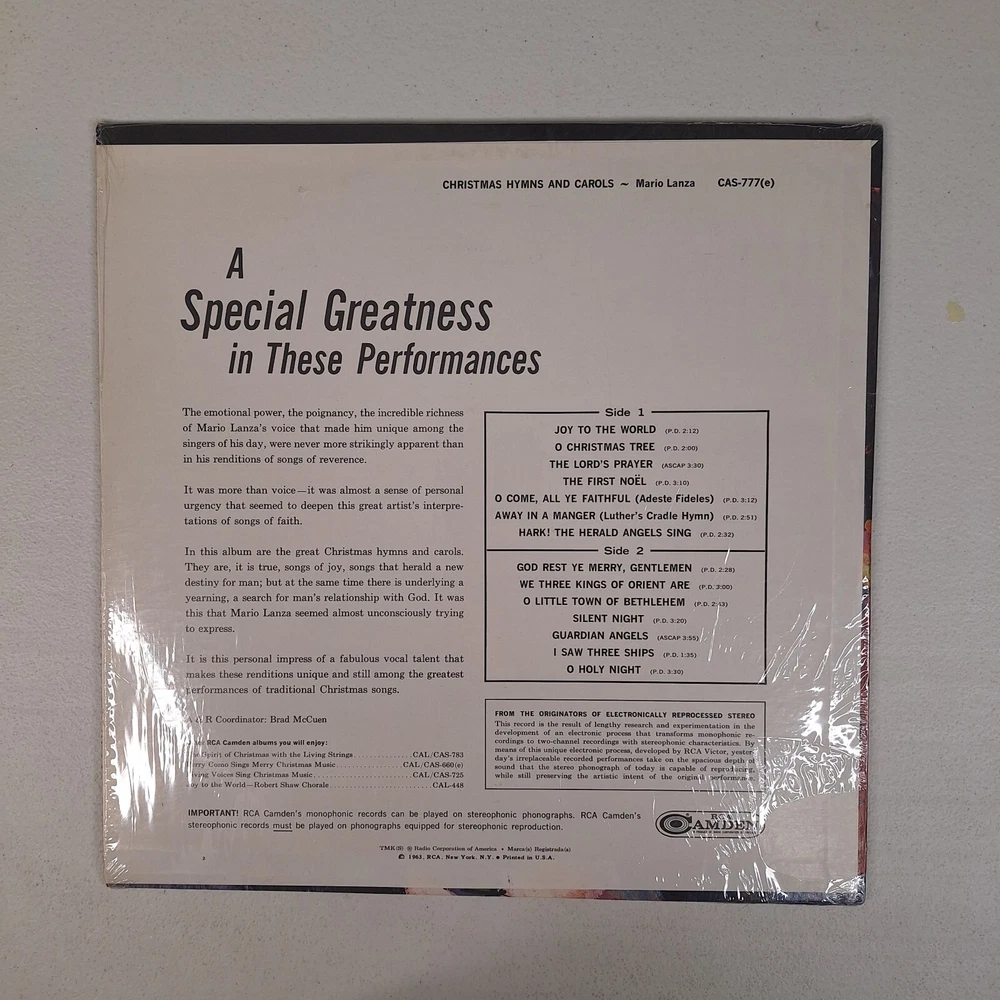 CHRISTMAS HYMNS AND CAROLS ~ Mario Lanza CAS-777(e)
A
Special Greatness
in These Performances
The emotional power, the poignancy, the incredible richness
of Mario Lanza's voice that made him unique among the
singers of his day, were never more strikingly apparent than
in his renditions of songs of reverence.
It was more than voice—it was almost a sense of personal
urgency that seemed to deepen this great artist's interpre-
tations of songs of faith.
In this album are the great Christmas hymns and carols.
They are, it is true, songs of joy, songs that herald a new
destiny for man; but at the same time there is underlying a
yearning, a search for man's relationship with God. It was
this that Mario Lanza seemed almost unconsciously trying
to express.
It is this personal impress of a fabulous vocal talent that
makes these renditions unique and still among the greatest
performances of traditional Christmas songs.
A & R Coordinator: Brad McCuen
RCA Camden albums you will enjoy:
Spirit of Christmas with the Living Strings CAL/CAS-783
Perry Como Sings Merry Christmas Music CAL/CAS-660(e)
Living Voices Sing Christmas Music CAL/CAS-725
Joy to the World—Robert Shaw Chorale CAL-448
Side 1
JOY TO THE WORLD (P.D. 2:12)
O CHRISTMAS TREE (P.D. 2:00)
THE LORD'S PRAYER (ASCAP 3:30)
THE FIRST NOËL (P.D. 3:10)
O COME, ALL YE FAITHFUL (Adeste Fideles) (P.D. 3:12)
AWAY IN A MANGER (Luther's Cradle Hymn) (P.D. 2:51)
HARK! THE HERALD ANGELS SING (P.D. 2:32)
Side 2
GOD REST YE MERRY, GENTLEMEN (P.D. 2:28)
WE THREE KINGS OF ORIENT ARE (P.D. 3:00)
O LITTLE TOWN OF BETHLEHEM (P.D. 2:43)
SILENT NIGHT (P.D. 3:20)
GUARDIAN ANGELS (ASCAP 3:55)
I SAW THREE SHIPS (P.D. 1:35)
O HOLY NIGHT (P.D. 3:30)
FROM THE ORIGINATORS OF ELECTRONICALLY REPROCESSED STEREO
This record is the result of lengthy research and experimentation in the
development of an electronic process that transforms monophonic re-
cordings to two-channel recordings with stereophonic characteristics. By
means of this unique electronic process, developed by RCA Victor, yester-
day's irreplaceable recorded performances take on the spacious depth of
sound that the stereo phonograph of today is capable of reproducing,
while still preserving the artistic intent of the original performance.
IMPORTANT! RCA Camden's monophonic records can be played on stereophonic phonographs. RCA Camden's
stereophonic records must be played on phonographs equipped for stereophonic reproduction.
RCA
CAMDEN
TMK(S) ® Radio Corporation of America • Marca(s) Registrada(s)
© 1963, RCA, New York, N.Y. • Printed in U.S.A.